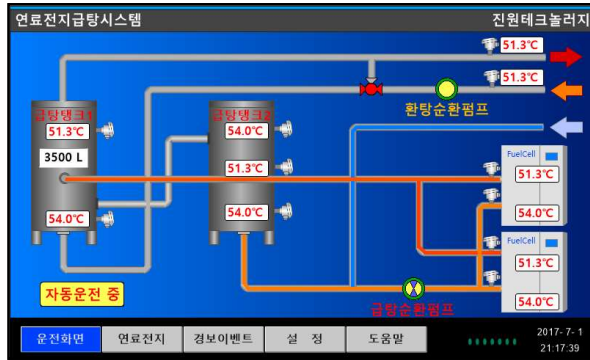 연료전지급탕시스템
진원테크놀러지
51.3℃
51.3℃
환탕순환펌프
급탕탱크1
51.3℃
3500 L
54.0℃
급탕탱크2
54.0℃
51.3℃
54.0℃
FuelCell
51.3℃
54.0℃
FuelCell
51.3℃
54.0℃
급탕순환펌프
자동운전 중
운전화면
연료전지
경보이벤트
설 정
도움말
2017- 7- 1
21:17:39